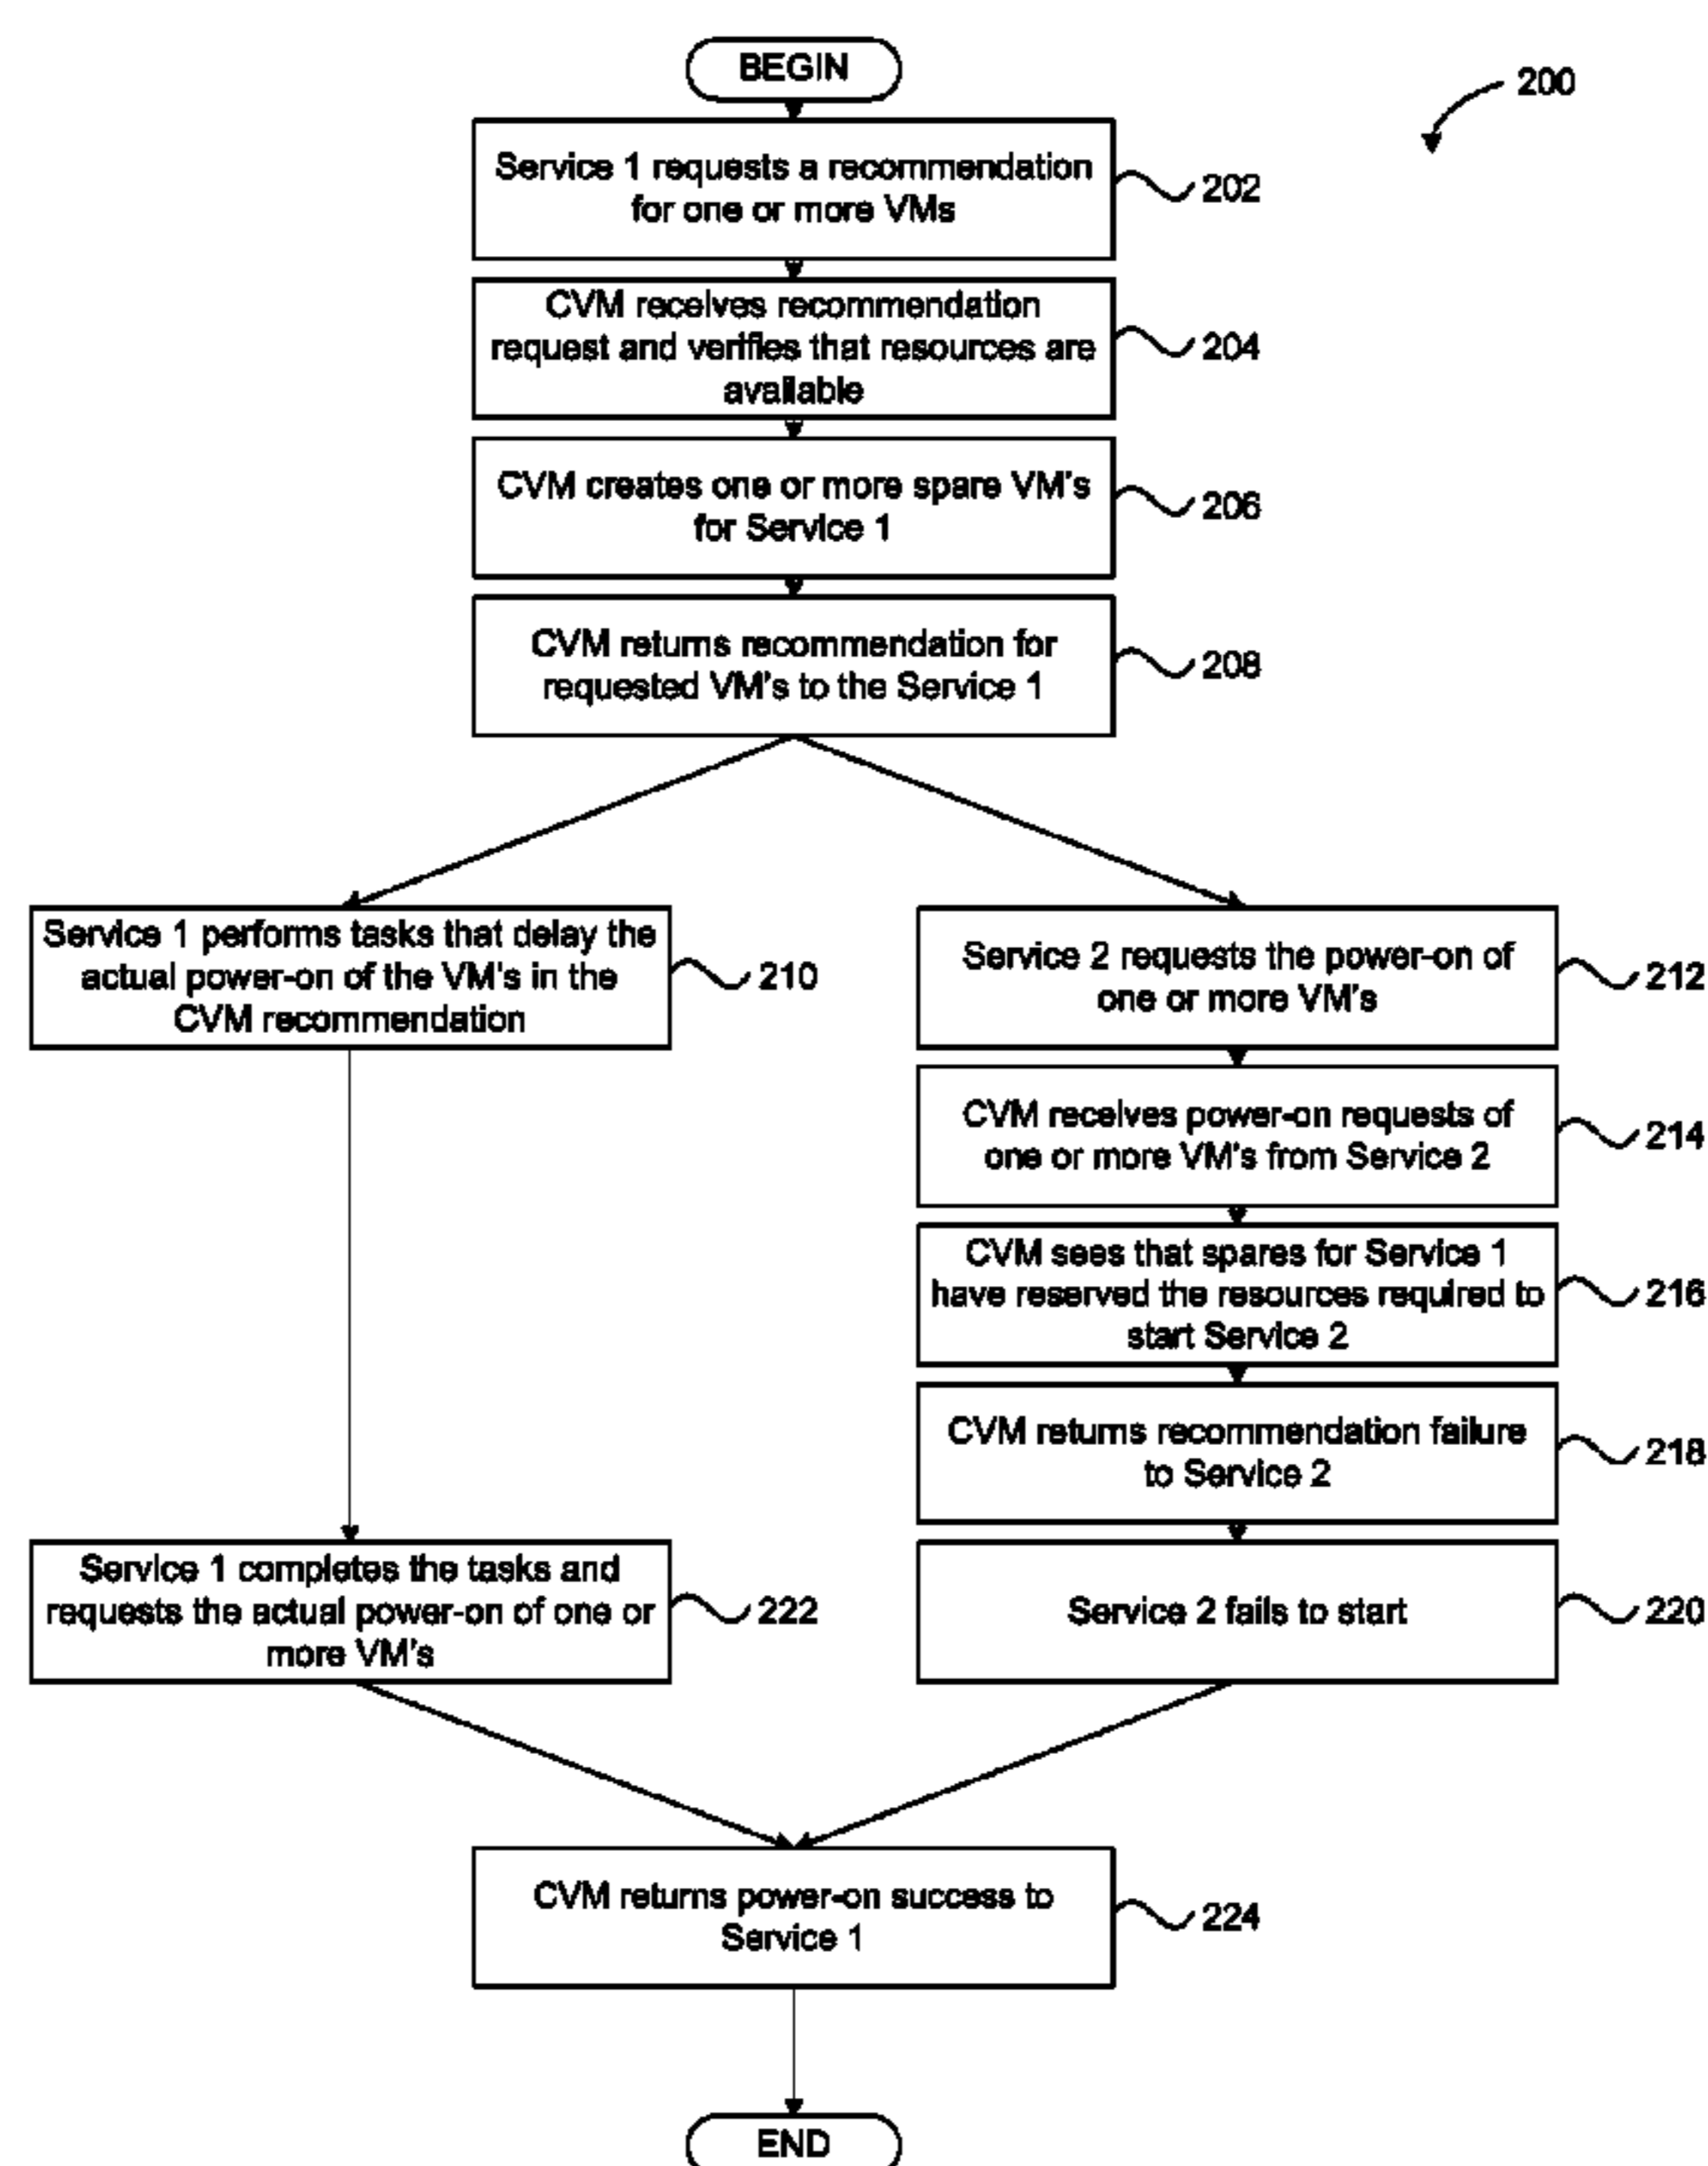 BEGIN
200
Service 1 requests a recommendation
for one or more VMs
202
CVM receives recommendation
request and verifies that resources are
available
204
CVM creates one or more spare VM's
for Service 1
206
CVM returns recommendation for
requested VM's to the Service 1
208
Service 1 performs tasks that delay the
actual power-on of the VM's in the
CVM recommendation
210
Service 2 requests the power-on of
one or more VM's
212
CVM receives power-on requests of
one or more VM's from Service 2
214
CVM sees that spares for Service 1
have reserved the resources required to
start Service 2
216
CVM returns recommendation failure
to Service 2
218
Service 1 completes the tasks and
requests the actual power-on of one or
more VM's
222
Service 2 fails to start
220
CVM returns power-on success to
Service 1
224
END